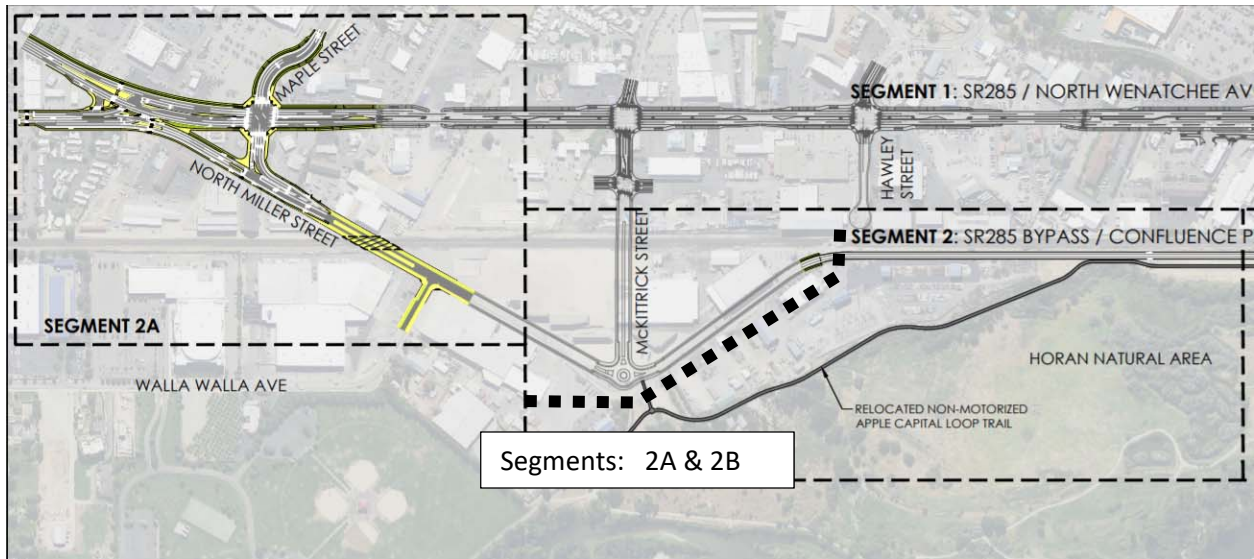 MAPLE STREET
SEGMENT 1: SR285 / NORTH WENATCHEE AV
HAWLEY
STREET
NORTH MILLER STREET
McKITTRICK STREET
SEGMENT 2: SR285 BYPASS / CONFLUENCE P
SEGMENT 2A
HORAN NATURAL AREA
WALLA WALLA AVE
RELOCATED NON-MOTORIZED
APPLE CAPITAL LOOP TRAIL
Segments: 2A & 2B